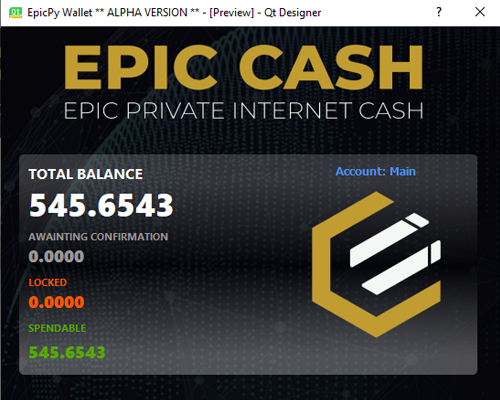 EpicPy Wallet ** ALPHA VERSION ** - [Preview] - Qt Designer
EPIC CASH
EPIC PRIVATE INTERNET CASH
TOTAL BALANCE
Account: Main
545.6543
AWAINTING CONFIRMATION
0.0000
LOCKED
0.0000
SPENDABLE
545.6543